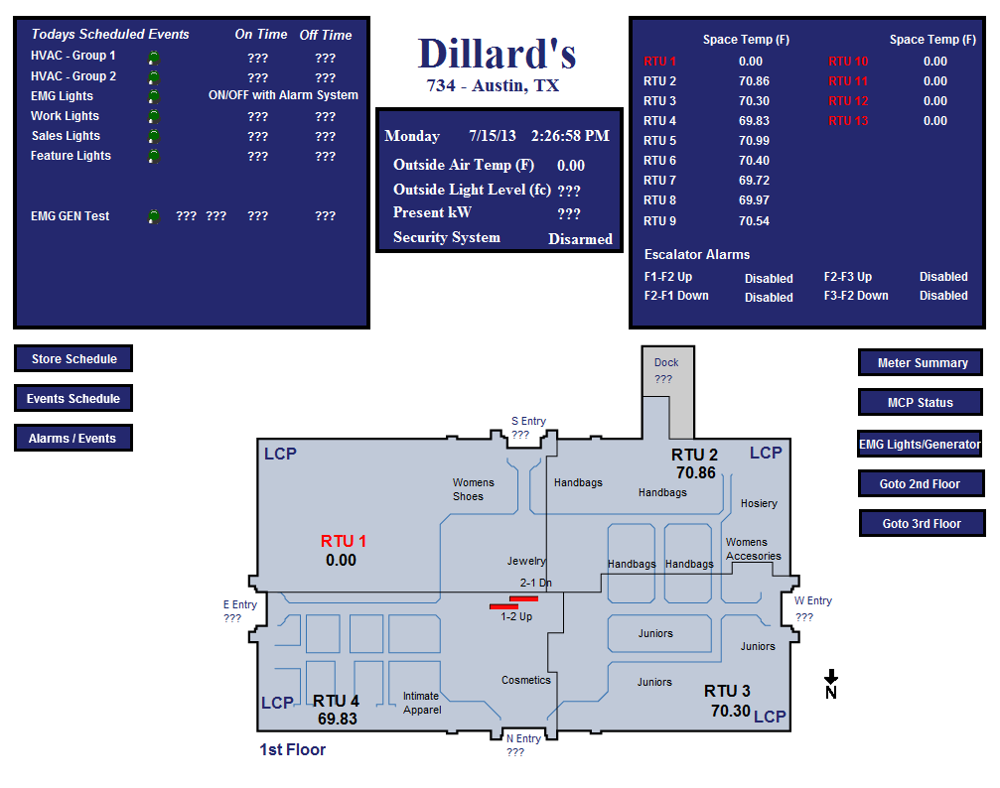 Todays Scheduled Events On Time Off Time
HVAC - Group 1 ??? ???
HVAC - Group 2 ??? ???
EMG Lights ON/OFF with Alarm System
Work Lights ??? ???
Sales Lights ??? ???
Feature Lights ??? ???
EMG GEN Test ??? ??? ??? ???
Dillard's
734 - Austin, TX
Monday 7/15/13 2:26:58 PM
Outside Air Temp (F) 0.00
Outside Light Level (fc) ???
Present kW ???
Security System Disarmed
Space Temp (F) Space Temp (F)
RTU 1 0.00 RTU 10 0.00
RTU 2 70.86 RTU 11 0.00
RTU 3 70.30 RTU 12 0.00
RTU 4 69.83 RTU 13 0.00
RTU 5 70.99
RTU 6 70.40
RTU 7 69.72
RTU 8 69.97
RTU 9 70.54
Escalator Alarms
F1-F2 Up Disabled F2-F3 Up Disabled
F2-F1 Down Disabled F3-F2 Down Disabled
Store Schedule
Events Schedule
Alarms / Events
Meter Summary
MCP Status
EMG Lights/Generator
Goto 2nd Floor
Goto 3rd Floor
Dock
???
S Entry
???
LCP
RTU 2
70.86
LCP
Womens
Shoes
Handbags
Handbags
Hosiery
RTU 1
0.00
Jewelry
Handbags
Handbags
Womens
Accesories
2-1 Dn
1-2 Up
E Entry
???
W Entry
???
Juniors
Juniors
Juniors
Cosmetics
Intimate
Apparel
LCP
RTU 4
69.83
RTU 3
70.30
LCP
N
N Entry
???
1st Floor